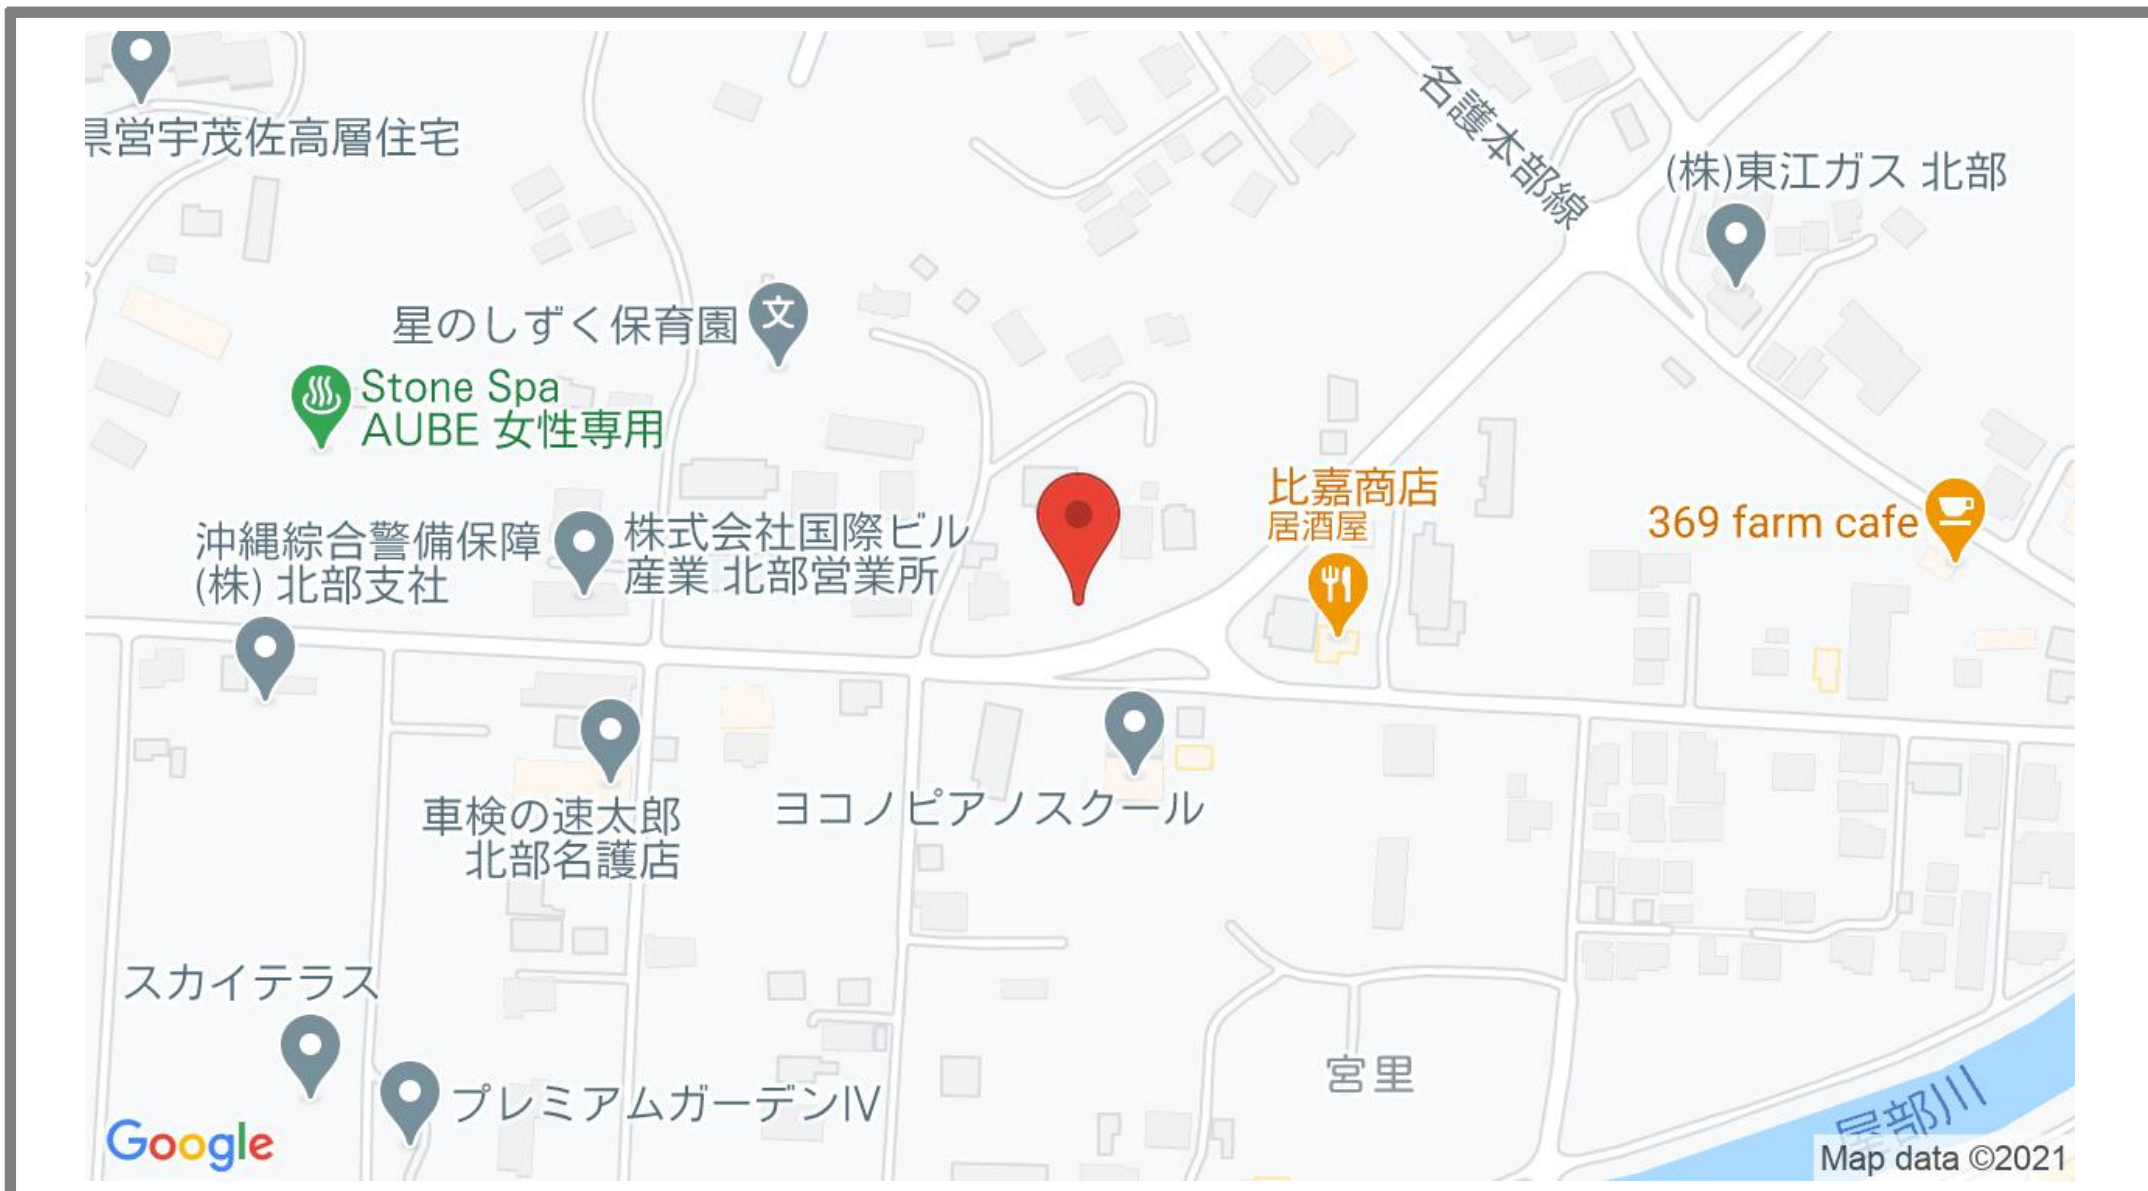 県営宇茂佐高層住宅
名護本部線
(株)東江ガス 北部
星のしずく保育園
文
Stone Spa
AUBE 女性専用
比嘉商店
居酒屋
369 farm cafe
沖縄綜合警備保障
(株) 北部支社
株式会社国際ビル
産業 北部営業所
車検の速太郎
北部名護店
ヨコノピアノスクール
スカイテラス
プレミアムガーデンIV
宮里
屋部川
Google
Map data ©2021